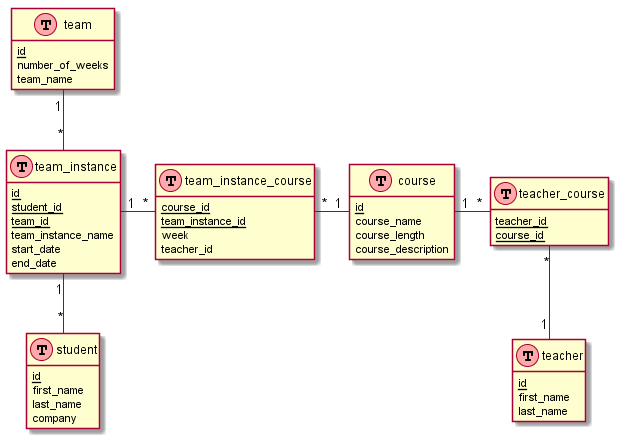 T team
id
number_of_weeks
team_name
1
*
T team_instance
id
student_id
team_id
team_instance_name
start_date
end_date
1 *
T team_instance_course
course_id
team_instance_id
week
teacher_id
* 1
T course
id
course_name
course_length
course_description
1 *
T teacher_course
teacher_id
course_id
1
*
*
1
T student
id
first_name
last_name
company
T teacher
id
first_name
last_name